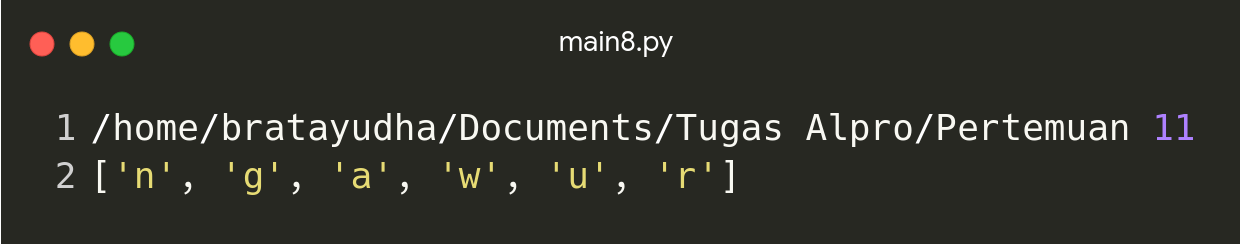 main8.py
1 /home/bratayudha/Documents/Tugas Alpro/Pertemuan 11
2 ['n', 'g', 'a', 'w', 'u', 'r']